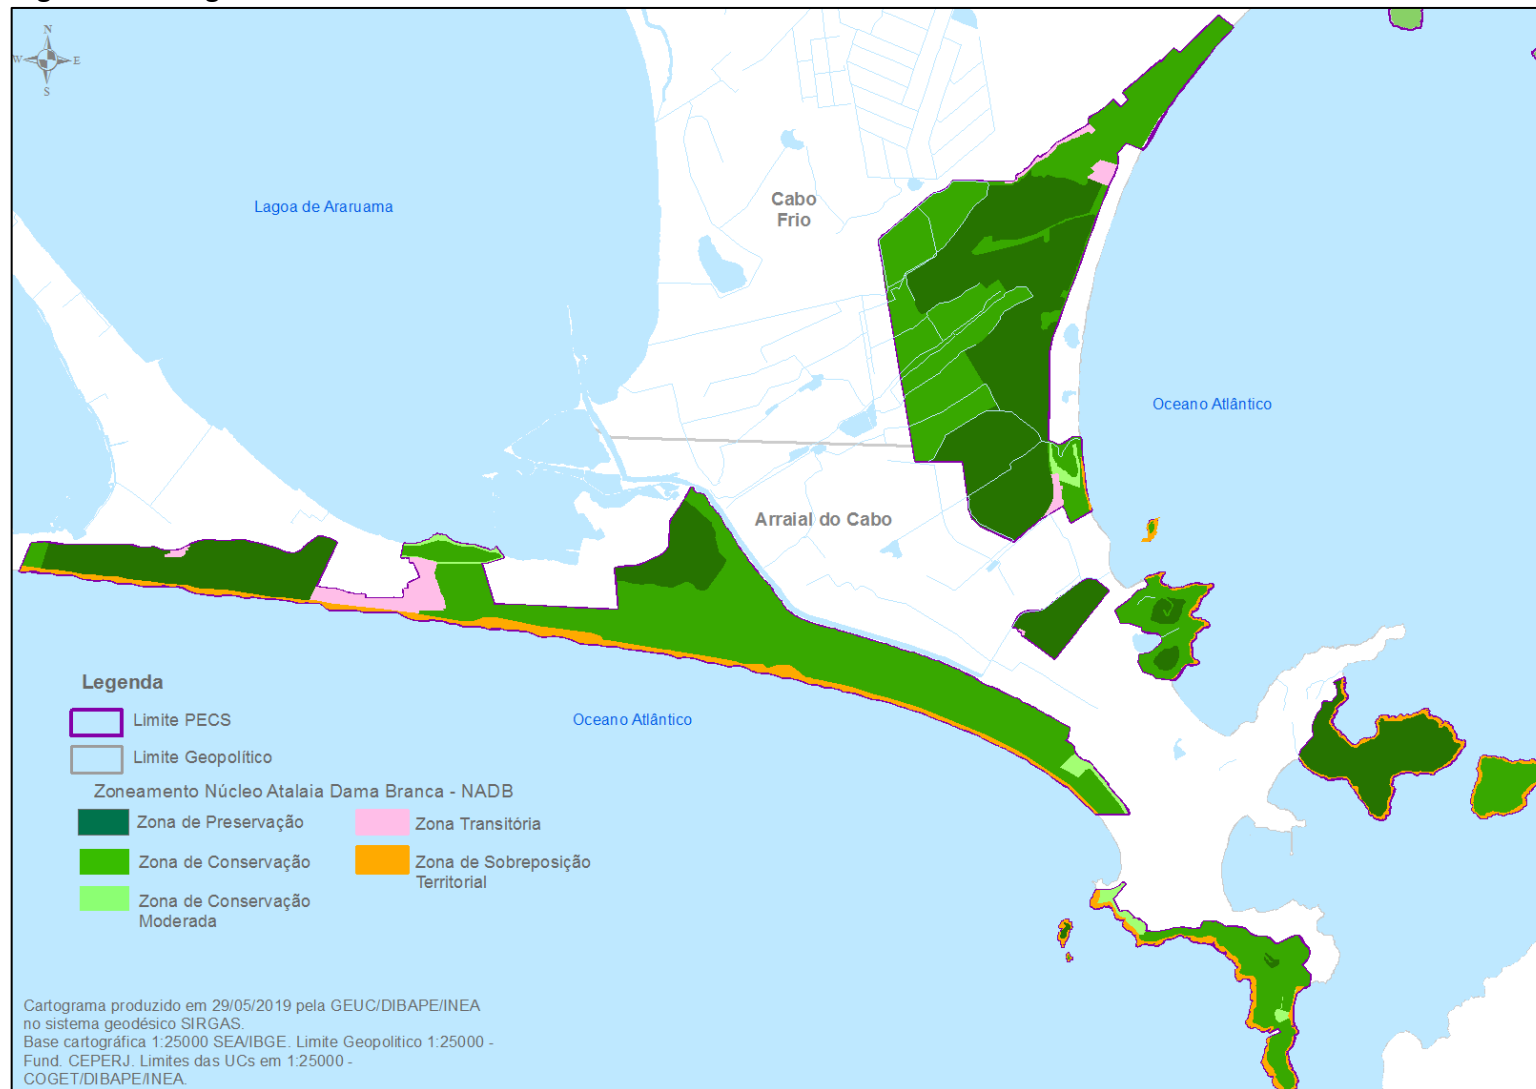 N
W
E
S
Cabo
Frio
Lagoa de Araruama
Oceano Atlântico
Arraial do Cabo
Oceano Atlântico
Legenda
Limite PECS
Limite Geopolítico
Zoneamento Núcleo Atalaia Dama Branca - NADB
Zona de Preservação
Zona Transitória
Zona de Conservação
Zona de Sobreposição
Territorial
Zona de Conservação
Moderada
Cartograma produzido em 29/05/2019 pela GEUC/DIBAPE/INEA
no sistema geodésico SIRGAS.
Base cartográfica 1:25000 SEA/IBGE. Limite Geopolitico 1:25000 -
Fund. CEPERJ. Limites das UCs em 1:25000 -
COGET/DIBAPE/INEA.